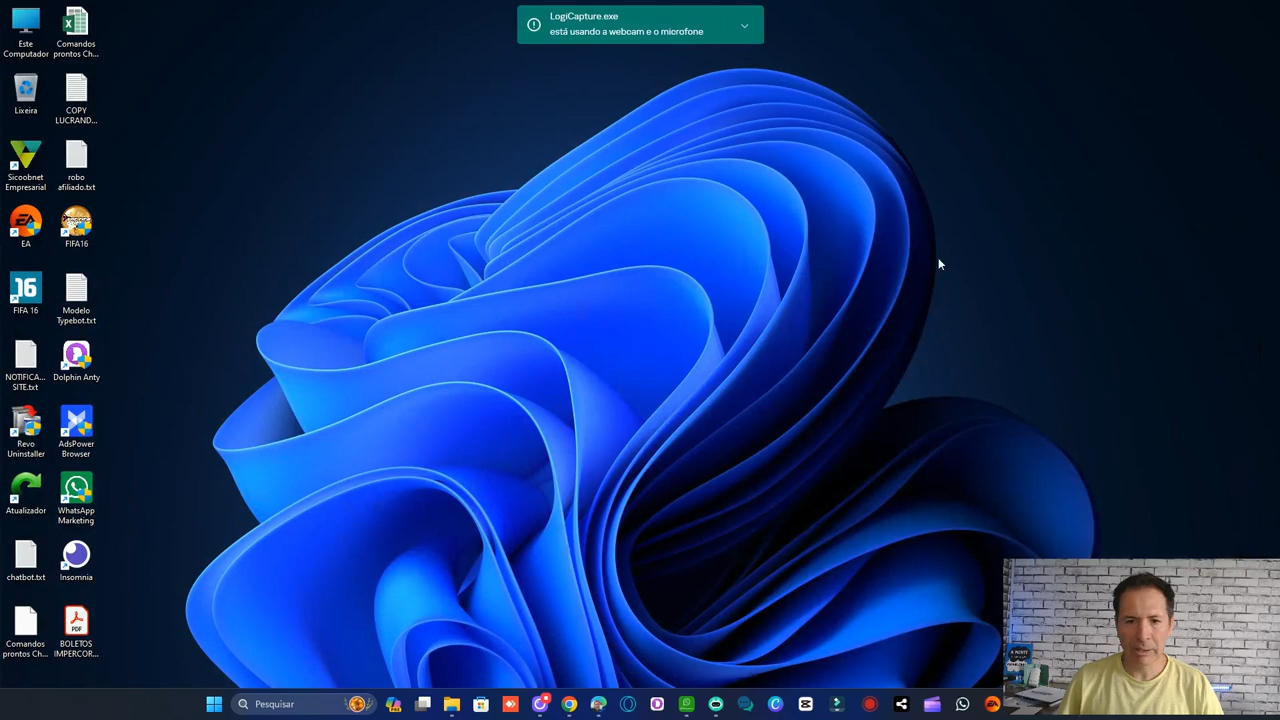 LogiCapture.exe
está usando a webcam e o microfone
Este
Computador
Comandos
prontos Ch...
Lixeira
COPY
LUCRAND...
Sicoobnet
Empresarial
robo
afiliado.txt
EA
FIFA16
16
FIFA 16
Modelo
Typebot.txt
NOTIFICA...
SITE.txt
Dolphin Anty
Revo
Uninstaller
AdsPower
Browser
Atualizador
WhatsApp
Marketing
chatbot.txt
Insomnia
Comandos
prontos Ch...
PDF
BOLETOS
IMPERCOR...
Pesquisar